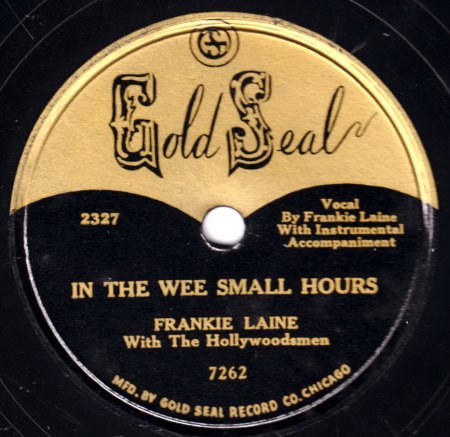 GS
Gold Seal
2327
Vocal
By Frankie Laine
With Instrumental
Accompaniment
IN THE WEE SMALL HOURS
FRANKIE LAINE
With The Hollywoodsmen
7262
MFD. BY GOLD SEAL RECORD CO. CHICAGO